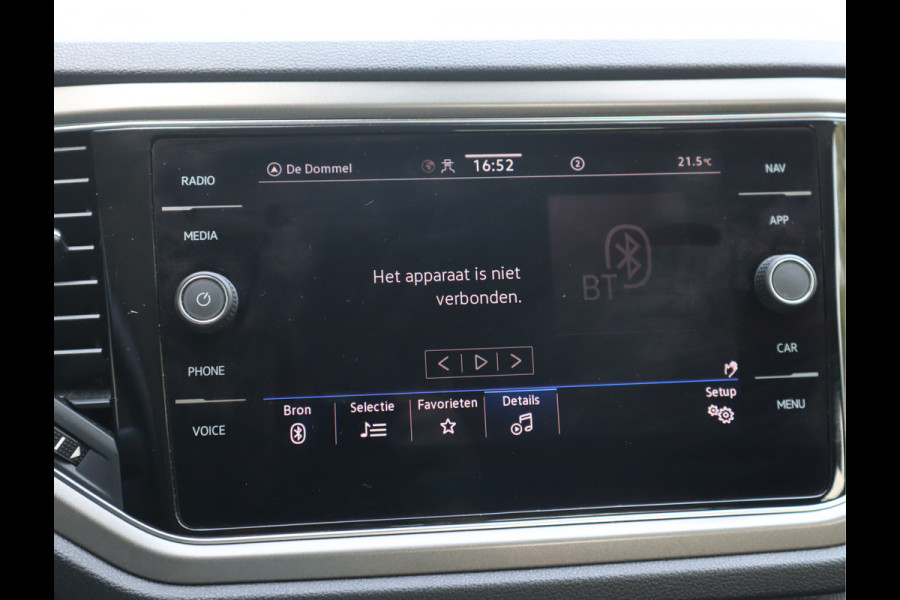 De Dommel 16:52 2 21.5°C
RADIO
MEDIA
PHONE
VOICE
Het apparaat is niet
verbonden.
BT
Bron Selectie Favorieten Details Setup
NAV
APP
CAR
MENU